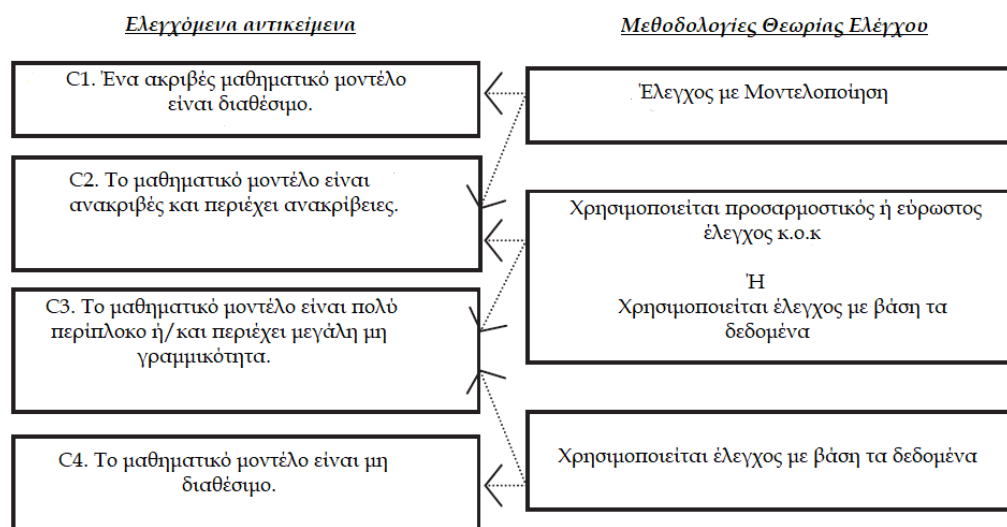 Ελεγχόμενα αντικείμενα
C1. Ένα ακριβές μαθηματικό μοντέλο
είναι διαθέσιμο.
C2. Το μαθηματικό μοντέλο είναι
ανακριβές και περιέχει ανακρίβειες.
C3. Το μαθηματικό μοντέλο είναι πολύ
περίπλοκο ή/και περιέχει μεγάλη μη
γραμμικότητα.
C4. Το μαθηματικό μοντέλο είναι μη
διαθέσιμο.
Μεθοδολογίες Θεωρίας Ελέγχου
Έλεγχος με Μοντελοποίηση
Χρησιμοποιείται προσαρμοστικός ή εύρωστος
έλεγχος κ.ο.κ
Ή
Χρησιμοποιείται έλεγχος με βάση τα
δεδομένα
Χρησιμοποιείται έλεγχος με βάση τα δεδομένα